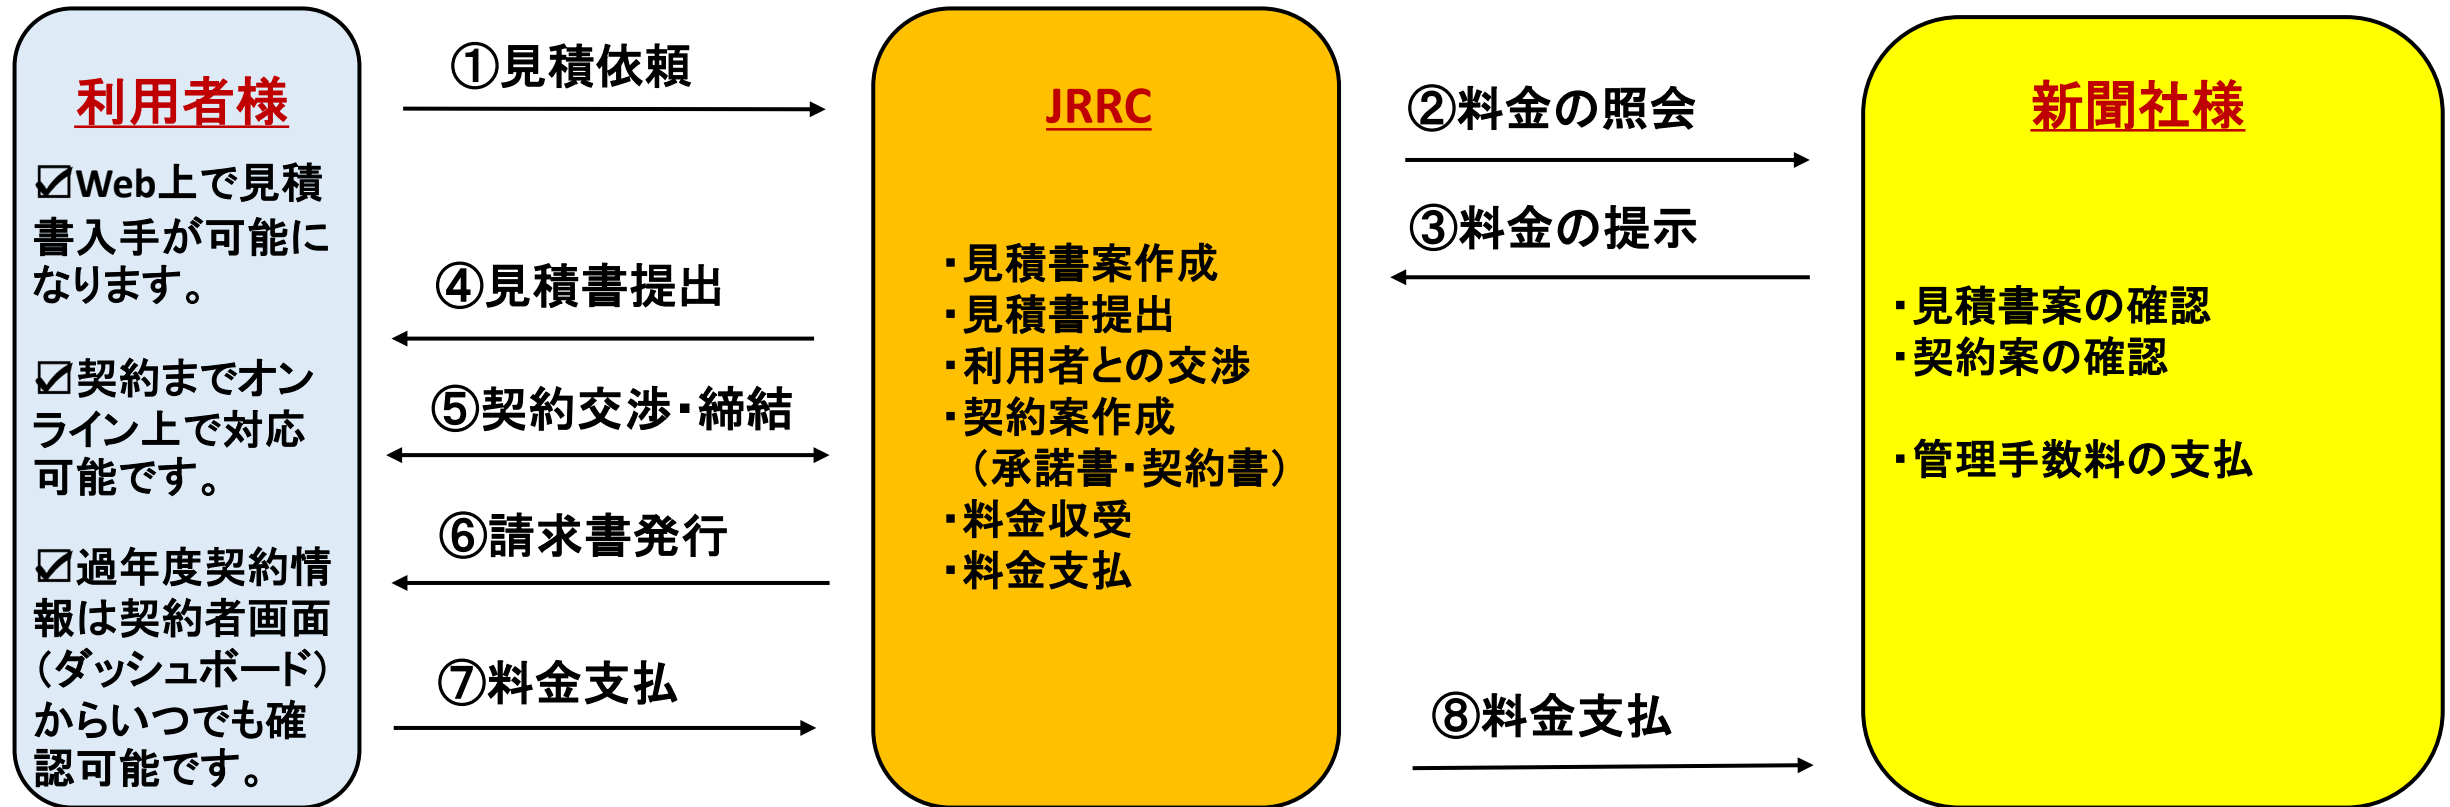 利用者様
☑Web上で見積
書入手が可能に
なります。
☑契約までオン
ライン上で対応
可能です。
☑過年度契約情
報は契約者画面
（ダッシュボード）
からいつでも確
認可能です。
①見積依頼
④見積書提出
⑤契約交渉・締結
⑥請求書発行
⑦料金支払
JRRC
・見積書案作成
・見積書提出
・利用者との交渉
・契約案作成
（承諾書・契約書）
・料金収受
・料金支払
②料金の照会
③料金の提示
⑧料金支払
新聞社様
・見積書案の確認
・契約案の確認
・管理手数料の支払